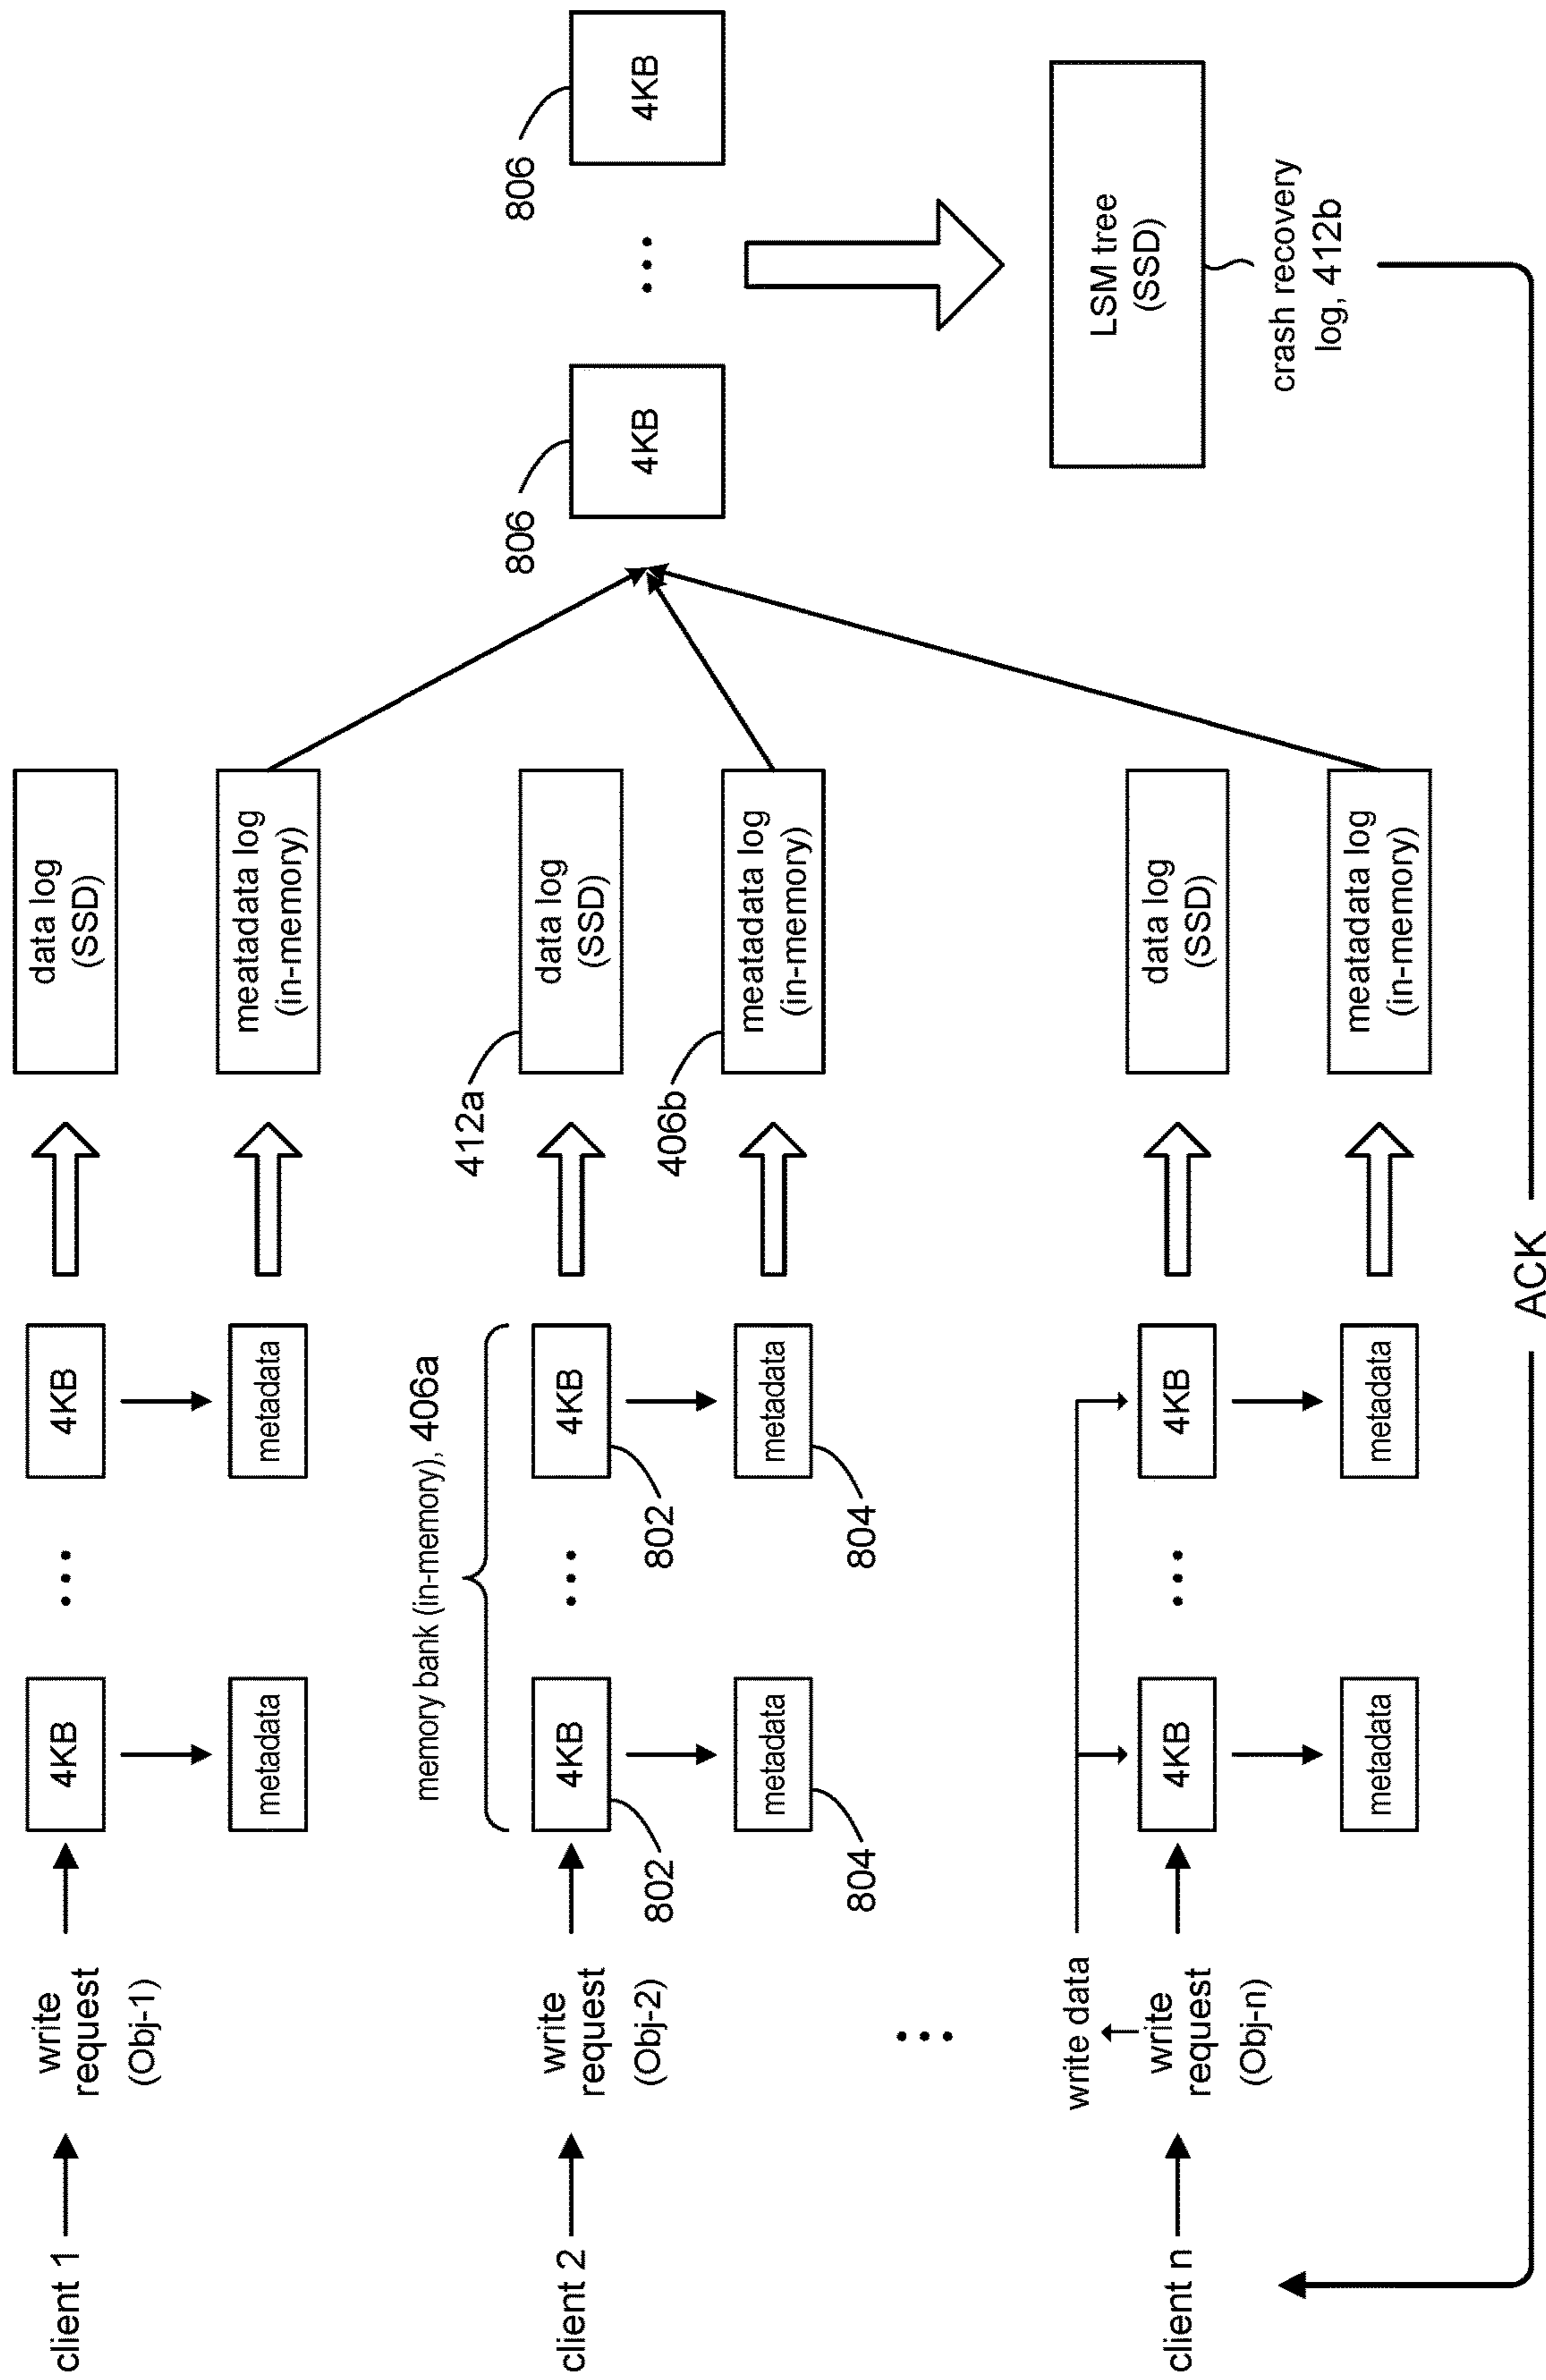 client 1
write
request
(Obj-1)
4KB
•••
4KB
data log
(SSD)
metadata
metadata
meatadata log
(in-memory)
memory bank (in-memory), 406a
client 2
write
request
(Obj-2)
4KB
•••
4KB
412a
data log
(SSD)
802
802
metadata
metadata
406b
meatadata log
(in-memory)
804
804
806
4KB
•••
806
4KB
•••
write data
client n
write
request
(Obj-n)
4KB
•••
4KB
data log
(SSD)
metadata
metadata
meatadata log
(in-memory)
LSM tree
(SSD)
crash recovery
log, 412b
ACK